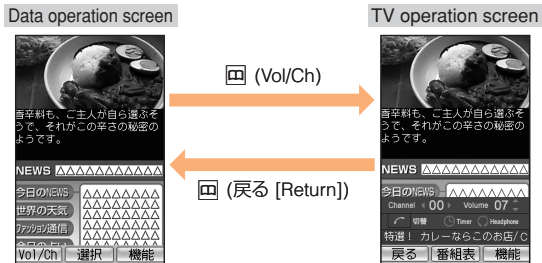 Data operation screen
TV operation screen
(Vol/Ch)
(戻る [Return])
香辛料も、ご主人が自ら選ぶそ
うで、それがこの辛さの秘密の
ようです。
NEWS △△△△△△△△△
今日のNEWS
世界の天気
ファッション通信
今日の占い
△△△△△△△
△△△△△△△
△△△△△△△
△△△△△△△
△△△△△△△
Vol/Ch 選択 機能
香辛料も、ご主人が自ら選ぶそ
うで、それがこの辛さの秘密の
ようです。
NEWS △△△△△△△△△
今日のNEWS
△△△△△△△
Channel 00 Volume 07
切替 Timer Headphone
特選! カレーならこのお店/C
戻る 番組表 機能